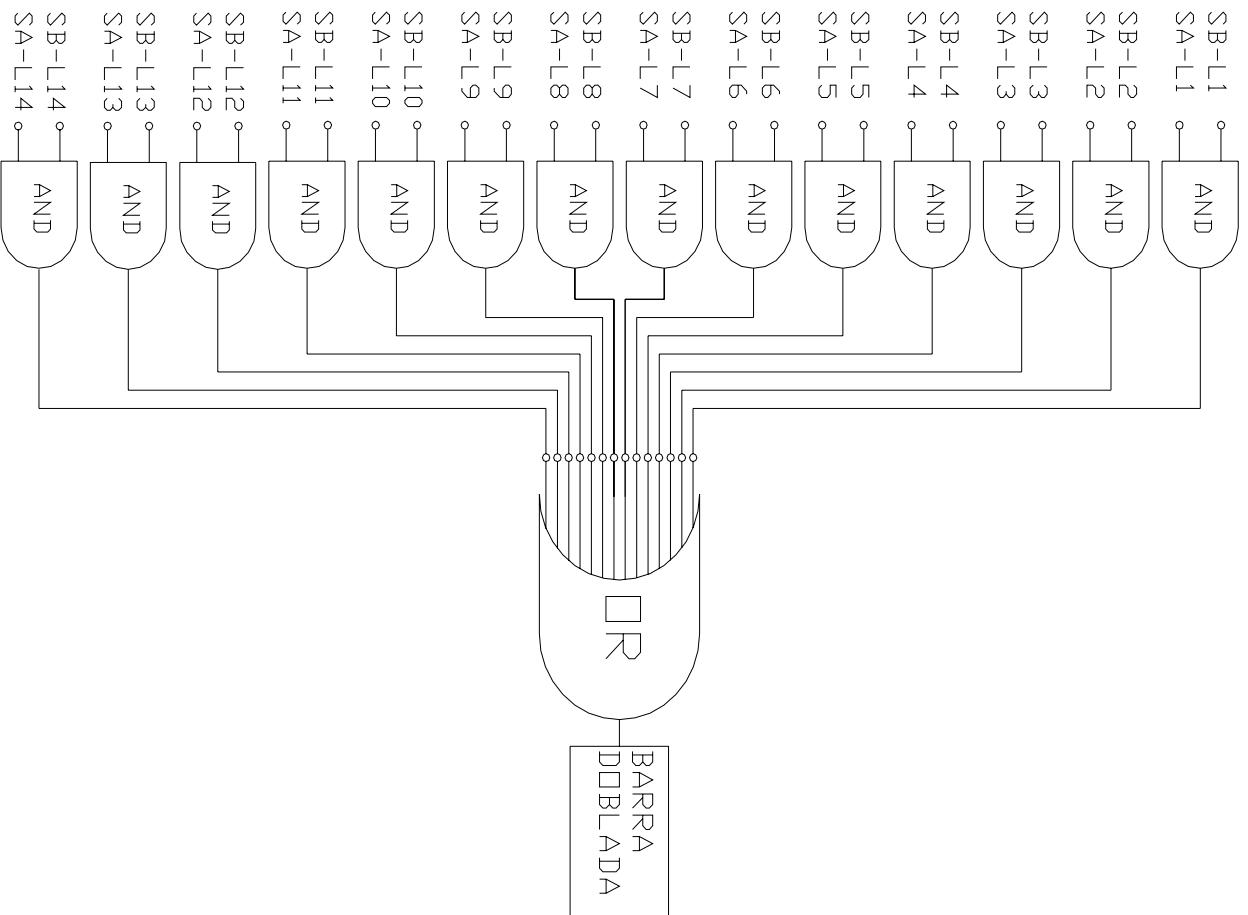 SB-L1
SA-L1
AND
SB-L2
SA-L2
AND
SB-L3
SA-L3
AND
SB-L4
SA-L4
AND
SB-L5
SA-L5
AND
SB-L6
SA-L6
AND
SB-L7
SA-L7
AND
SB-L8
SA-L8
AND
SB-L9
SA-L9
AND
SB-L10
SA-L10
AND
SB-L11
SA-L11
AND
SB-L12
SA-L12
AND
SB-L13
SA-L13
AND
SB-L14
SA-L14
AND
OR
BARRA
DOBLADA